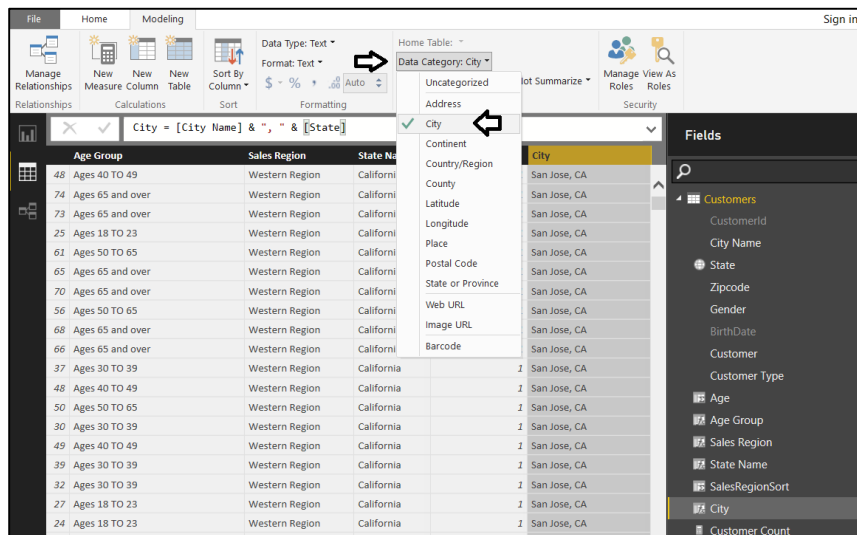 File Home Modeling Sign in
Data Type: Text Home Table:
Format: Text Data Category: City
$ - % , .00 Auto ot Summarize
Manage Relationships New Measure New Column New Table Sort By Column Manage Roles View As Roles
Relationships Calculations Sort Formatting Security
Uncategorized
Address
City
Continent
Country/Region
County
Latitude
Longitude
Place
Postal Code
State or Province
Web URL
Image URL
Barcode
City = [City Name] & ", " & [State]
Age Group Sales Region State Na City
48 Ages 40 TO 49 Western Region Californi San Jose, CA
74 Ages 65 and over Western Region Californi San Jose, CA
73 Ages 65 and over Western Region Californi San Jose, CA
25 Ages 18 TO 23 Western Region Californi San Jose, CA
61 Ages 50 TO 65 Western Region Californi San Jose, CA
65 Ages 65 and over Western Region Californi San Jose, CA
70 Ages 65 and over Western Region Californi San Jose, CA
56 Ages 50 TO 65 Western Region Californi San Jose, CA
68 Ages 65 and over Western Region Californi San Jose, CA
66 Ages 65 and over Western Region Californi San Jose, CA
37 Ages 30 TO 39 Western Region California 1 San Jose, CA
48 Ages 40 TO 49 Western Region California 1 San Jose, CA
50 Ages 50 TO 65 Western Region California 1 San Jose, CA
30 Ages 30 TO 39 Western Region California 1 San Jose, CA
49 Ages 40 TO 49 Western Region California 1 San Jose, CA
39 Ages 30 TO 39 Western Region California 1 San Jose, CA
32 Ages 30 TO 39 Western Region California 1 San Jose, CA
27 Ages 18 TO 23 Western Region California 1 San Jose, CA
24 Ages 18 TO 23 Western Region California 1 San Jose, CA
Fields
Customers
CustomerId
City Name
State
Zipcode
Gender
BirthDate
Customer
Customer Type
Age
Age Group
Sales Region
State Name
SalesRegionSort
City
Customer Count